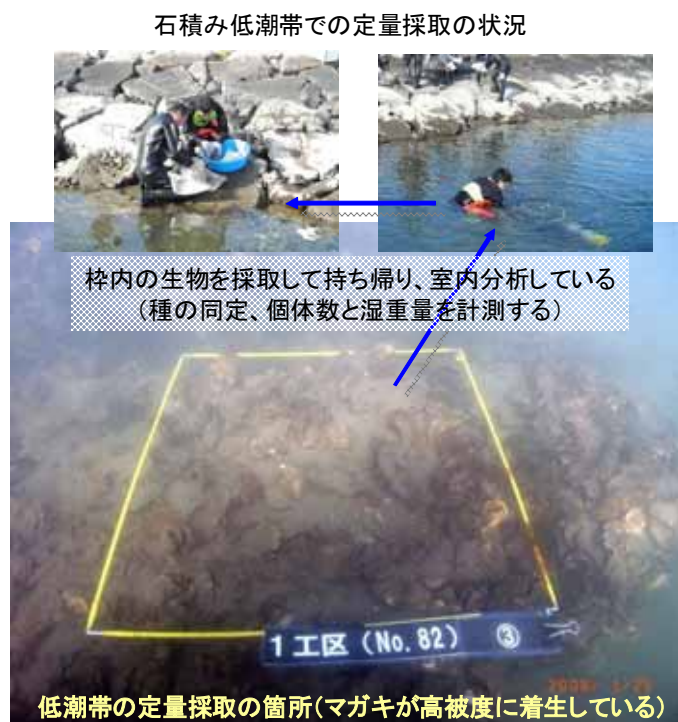 石積み低潮帯での定量採取の状況
枠内の生物を採取して持ち帰り、室内分析している
（種の同定、個体数と湿重量を計測する）
1工区（No.82） ③
低潮帯の定量採取の箇所（マガキが高被度に着生している）